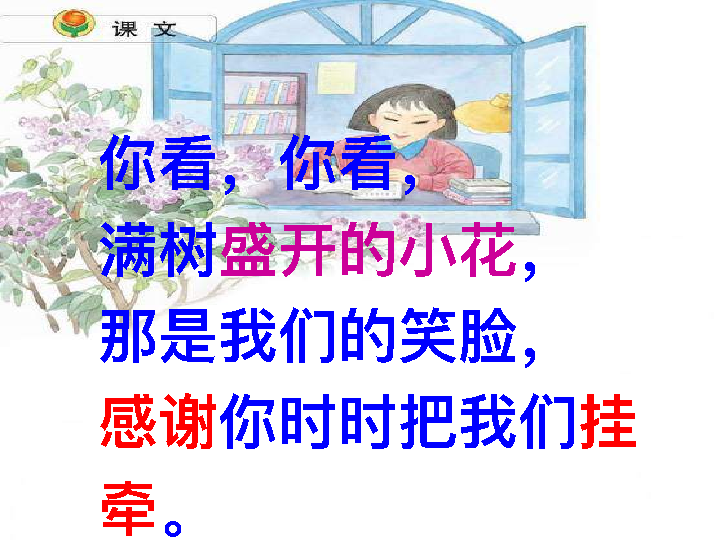 课 文
你看，你看，
满树盛开的小花，
那是我们的笑脸，
感谢你时时把我们挂
牵。